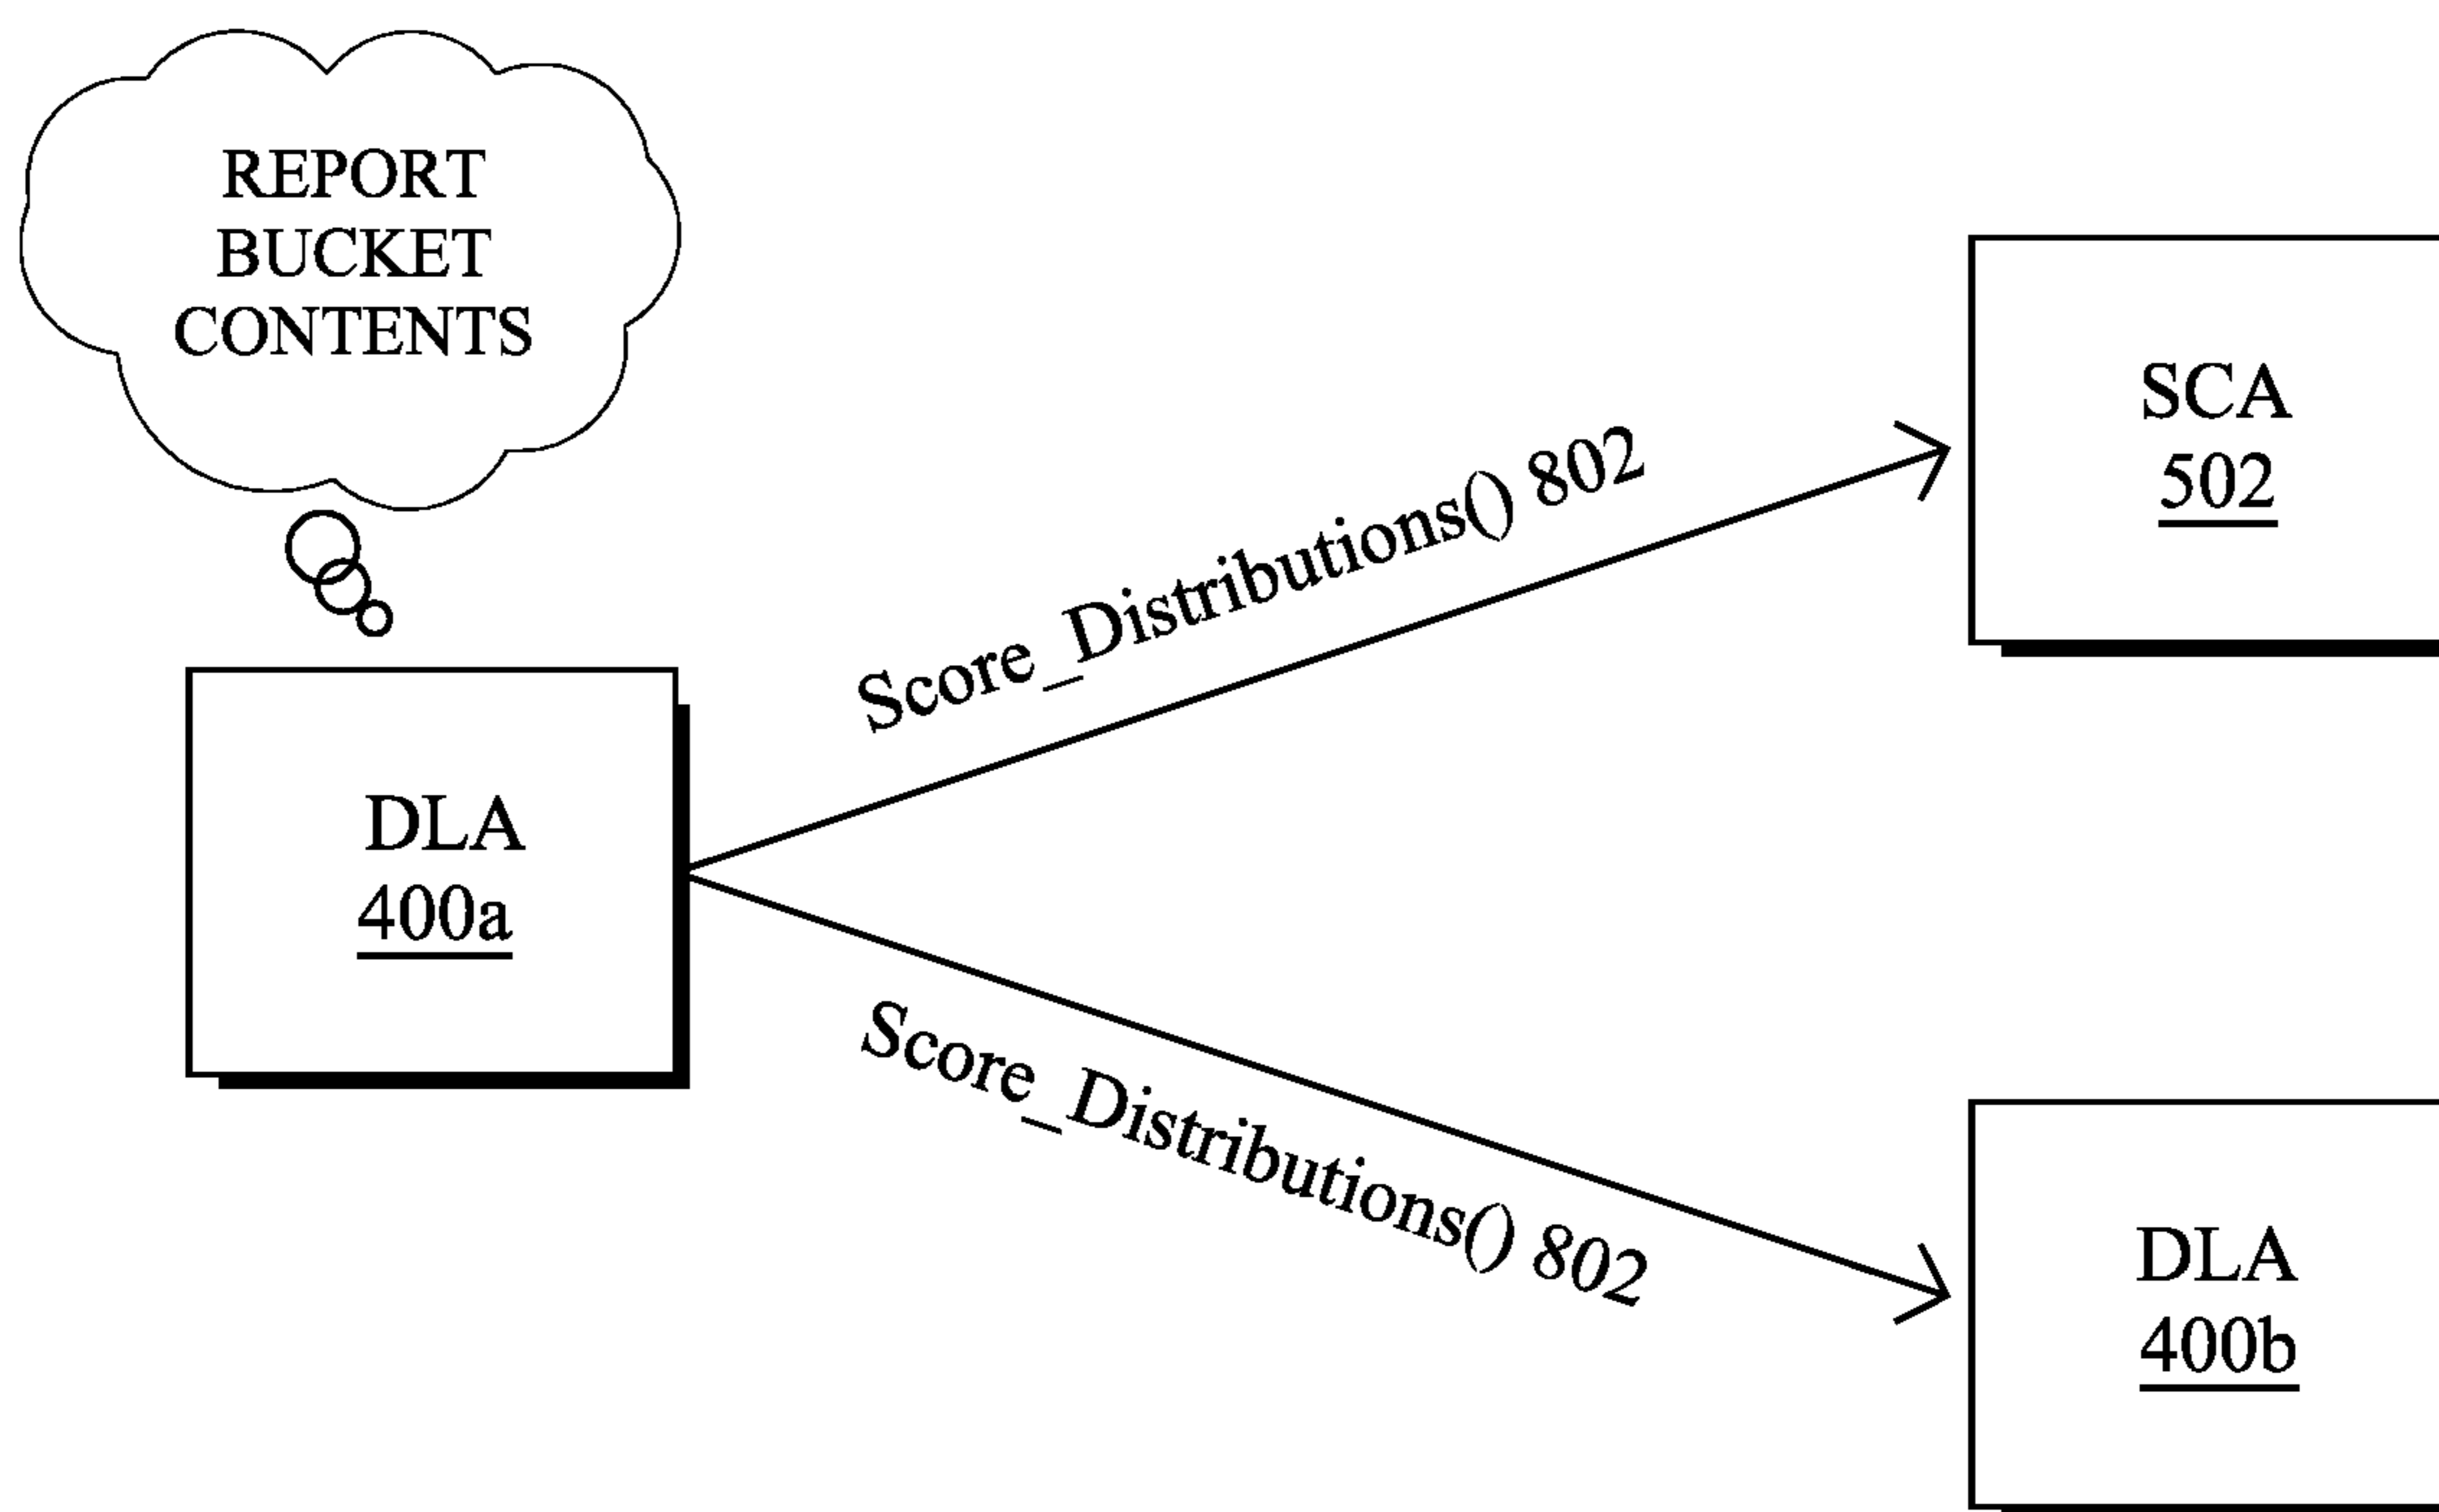 REPORT
BUCKET
CONTENTS
SCA
502
Score_Distributions() 802
DLA
400a
Score_Distributions() 802
DLA
400b